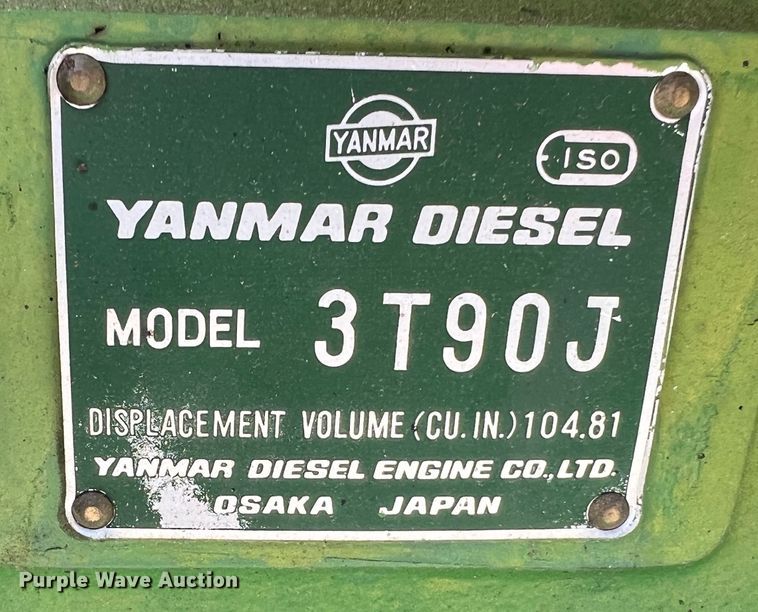 YANMAR
ISO
YANMAR DIESEL
MODEL 3T90J
DISPLACEMENT VOLUME (CU. IN.) 104.81
YANMAR DIESEL ENGINE CO., LTD.
OSAKA JAPAN
Purple Wave Auction